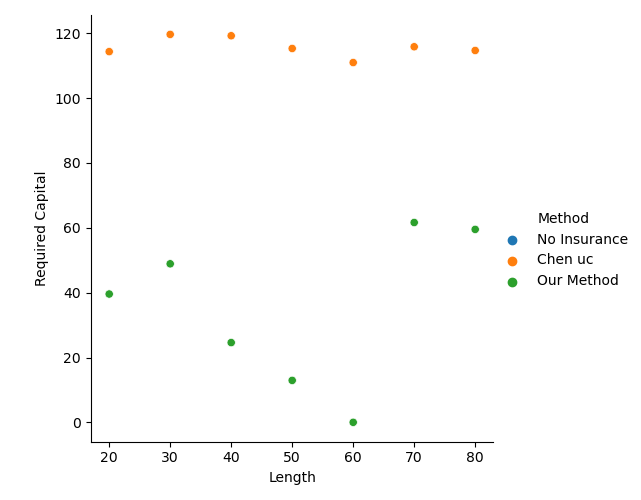 120
100
80
60
40
20
0
Required Capital
20 30 40 50 60 70 80
Length
Method
No Insurance
Chen uc
Our Method